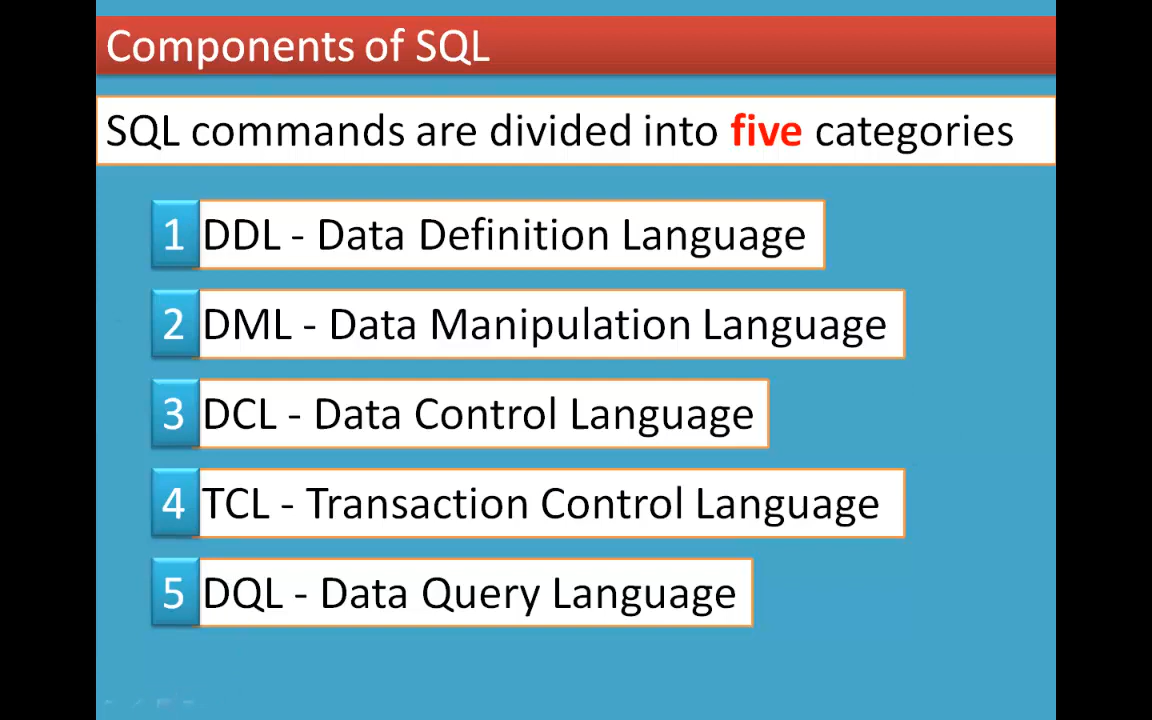 Components of SQL
SQL commands are divided into five categories
1 DDL - Data Definition Language
2 DML - Data Manipulation Language
3 DCL - Data Control Language
4 TCL - Transaction Control Language
5 DQL - Data Query Language